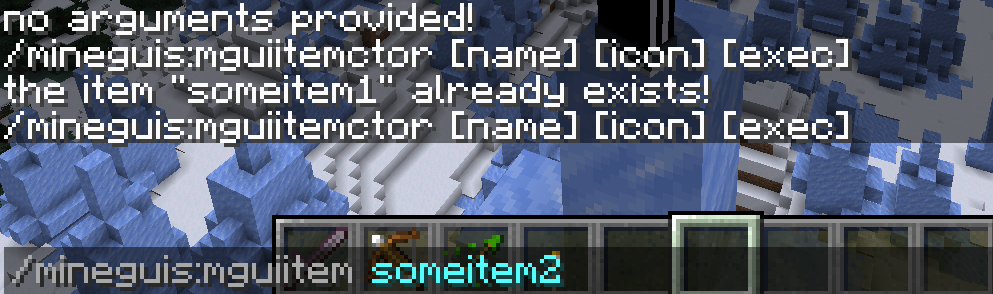 no arguments provided!
/mineguis:mguiitemctor [name] [icon] [exec]
the item "someitem1" already exists!
/mineguis:mguiitemctor [name] [icon] [exec]
/mineguis:mguiitem someitem2